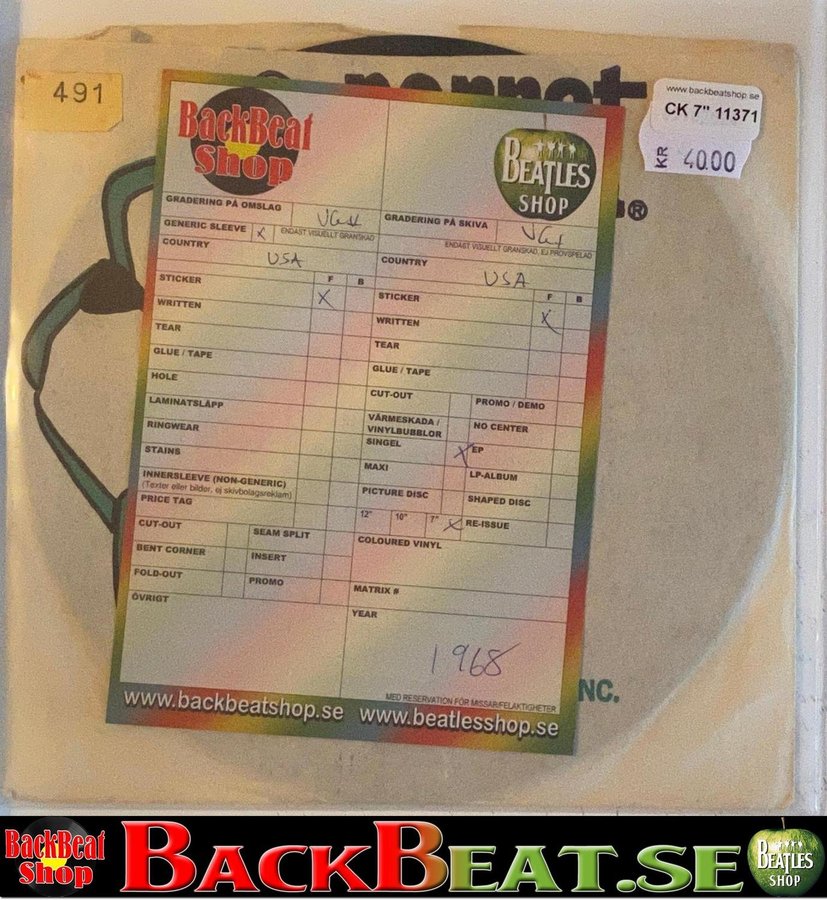 491
www.backbeatshop.se
CK 7" 11371
KR 40.00
BackBeat
Shop
BEATLES
SHOP
GRADERING PÅ OMSLAG
GENERIC SLEEVE X
ENDAST VISUELLT GRANSKAD
COUNTRY
USA
STICKER X
F B
WRITTEN
TEAR
GLUE / TAPE
HOLE
LAMINATSLÄPP
RINGWEAR
STAINS
INNERSLEEVE (NON-GENERIC)
(Texter eller bilder, ej skivbolagsreklam)
PRICE TAG
CUT-OUT
SEAM SPLIT
BENT CORNER
INSERT
FOLD-OUT
PROMO
ÖVRIGT
GRADERING PÅ SKIVA
VG+
ENDAST VISUELLT GRANSKAD, EJ PROVSPELAD
COUNTRY
USA
STICKER X
F B
WRITTEN
TEAR
GLUE / TAPE
CUT-OUT
PROMO / DEMO
VÄRMESKADA /
VINYLBUBBLOR
NO CENTER
SINGEL X
EP
MAXI
LP-ALBUM
PICTURE DISC
SHAPED DISC
12" 10" 7" X
RE-ISSUE
COLOURED VINYL
MATRIX #
YEAR
1968
MED RESERVATION FÖR MISSAR/FELAKTIGHETER
www.backbeatshop.se www.beatlesshop.se
®
NC.
BackBeat
Shop
BACKBEAT.SE
BEATLES
SHOP